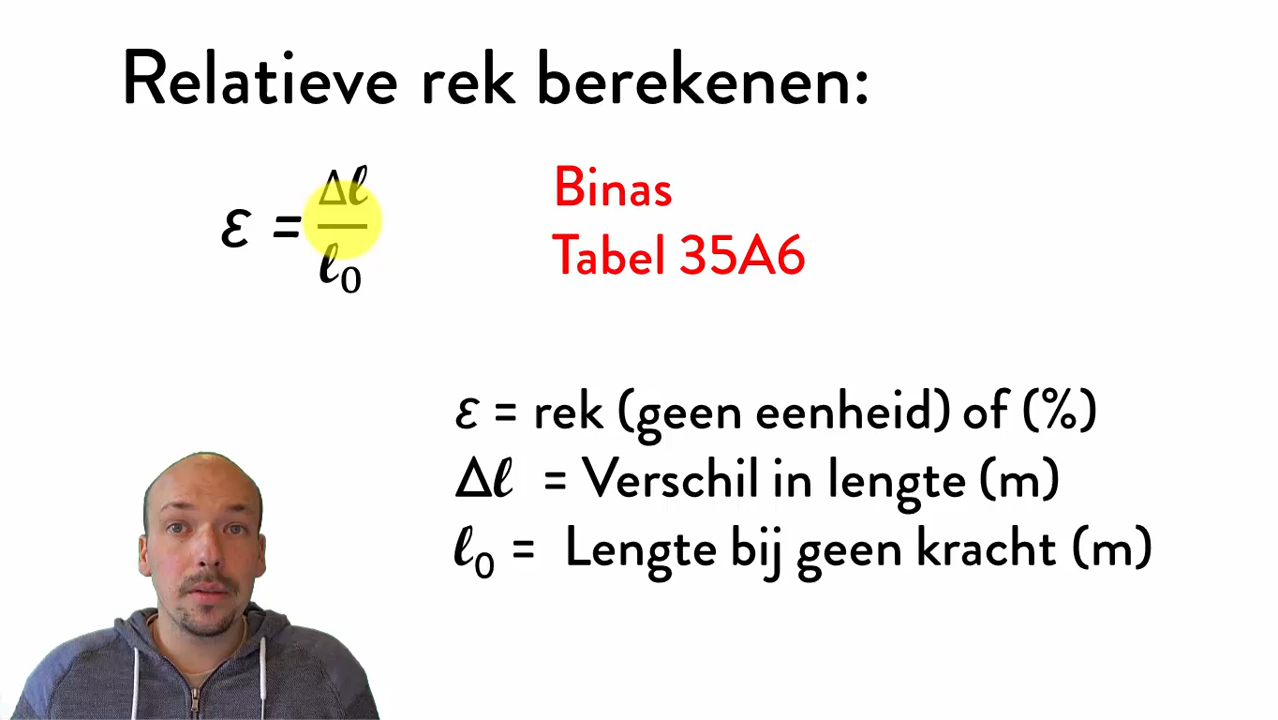 Relatieve rek berekenen:
ε = Δℓ / ℓ₀
Binas
Tabel 35A6
ε = rek (geen eenheid) of (%)
Δℓ = Verschil in lengte (m)
ℓ₀ = Lengte bij geen kracht (m)